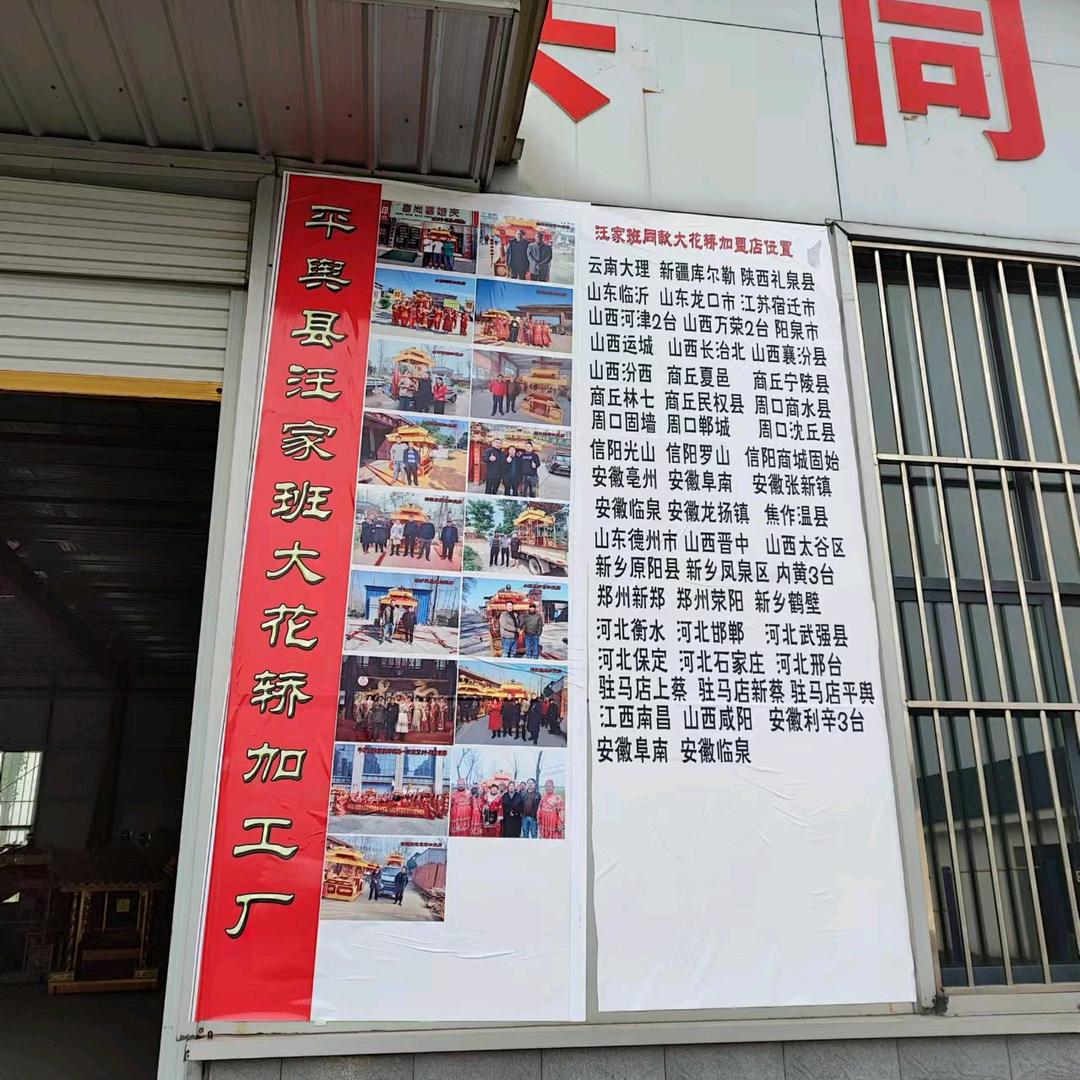 同
平舆县汪家班大花轿加工厂
喜尚喜婚庆
汪家班同款大花轿加盟店位置
云南大理 新疆库尔勒 陕西礼泉县
山东临沂 山东龙口市 江苏宿迁市
山西河津2台 山西万荣2台 阳泉市
山西运城 山西长治北 山西襄汾县
山西汾西 商丘夏邑 商丘宁陵县
商丘林七 商丘民权县 周口商水县
周口固墙 周口郸城 周口沈丘县
信阳光山 信阳罗山 信阳商城固始
安徽亳州 安徽阜南 安徽张新镇
安徽临泉 安徽龙扬镇 焦作温县
山东德州市 山西晋中 山西太谷区
新乡原阳县 新乡凤泉区 内黄3台
郑州新郑 郑州荥阳 新乡鹤壁
河北衡水 河北邯郸 河北武强县
河北保定 河北石家庄 河北邢台
驻马店上蔡 驻马店新蔡 驻马店平舆
江西南昌 山西咸阳 安徽利辛3台
安徽阜南 安徽临泉